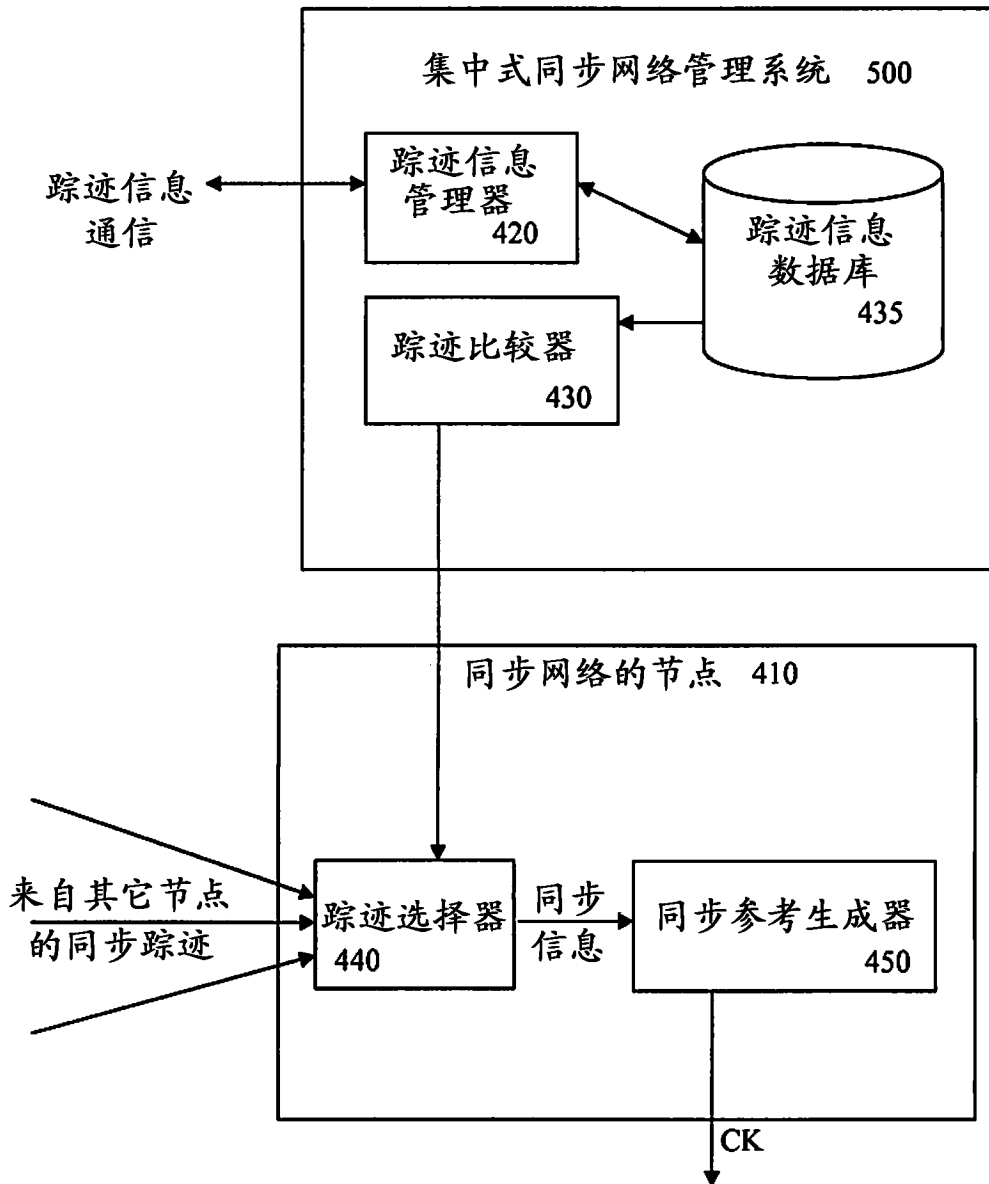 集中式同步网络管理系统 500
踪迹信息
管理器
420
踪迹信息
通信
踪迹信息
数据库
435
踪迹比较器
430
同步网络的节点 410
来自其它节点
的同步踪迹
踪迹选择器
440
同步
信息
同步参考生成器
450
CK